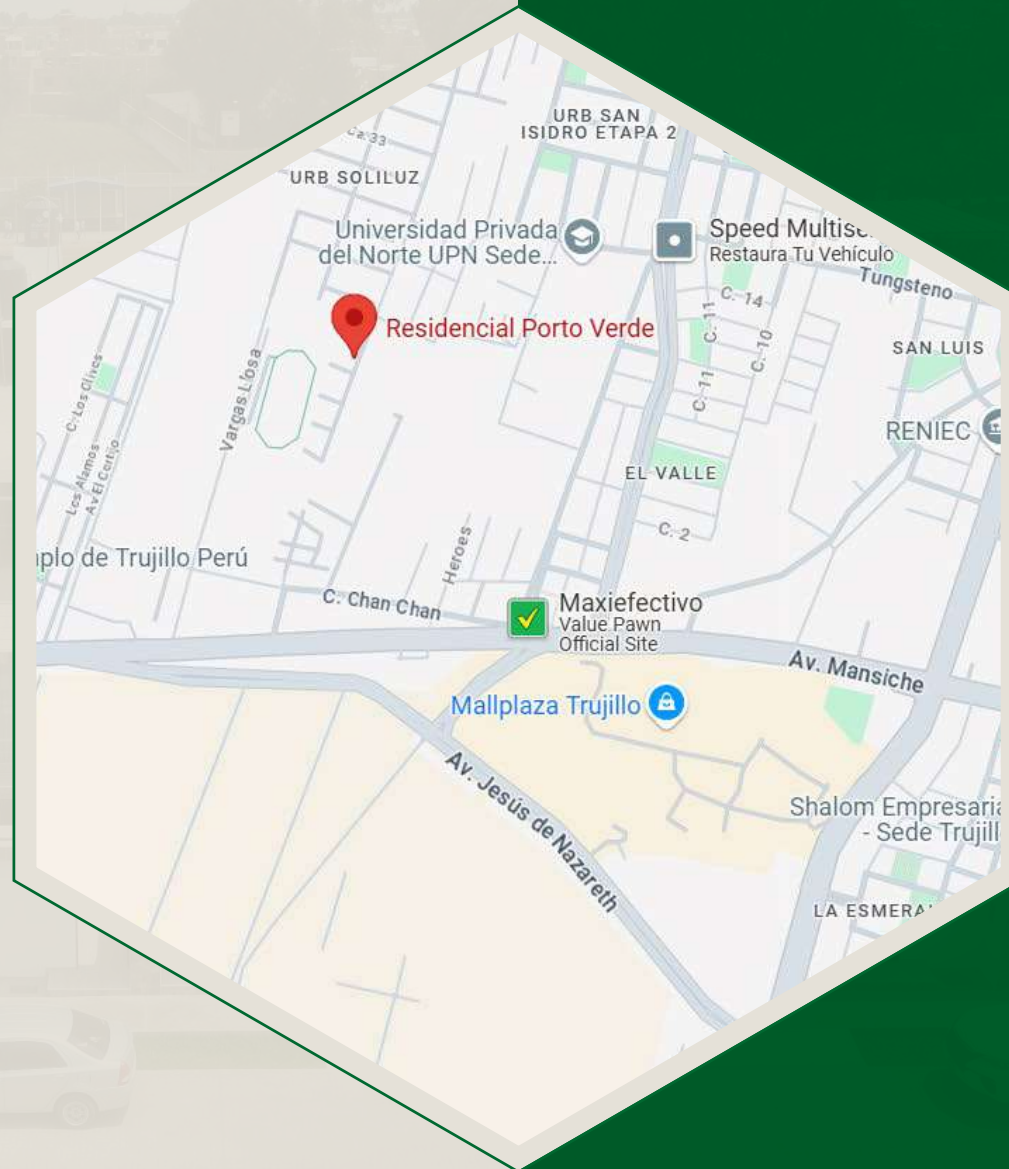 URB SAN
ISIDRO ETAPA 2
Ca. 33
URB SOLILUZ
Universidad Privada
del Norte UPN Sede...
Speed Multise
Restaura Tu Vehículo
Tungsteno
C. 14
C. 11
C. 10
Residencial Porto Verde
SAN LUIS
C. Los Olivos
Vargas Llosa
C. 11
RENIEC
Los Alamos
Av El Cortijo
EL VALLE
C. 2
Heroes
plo de Trujillo Perú
C. Chan Chan
Maxiefectivo
Value Pawn
Official Site
Av. Mansiche
Mallplaza Trujillo
Av. Jesús de Nazareth
Shalom Empresaria
- Sede Trujill
LA ESMERA